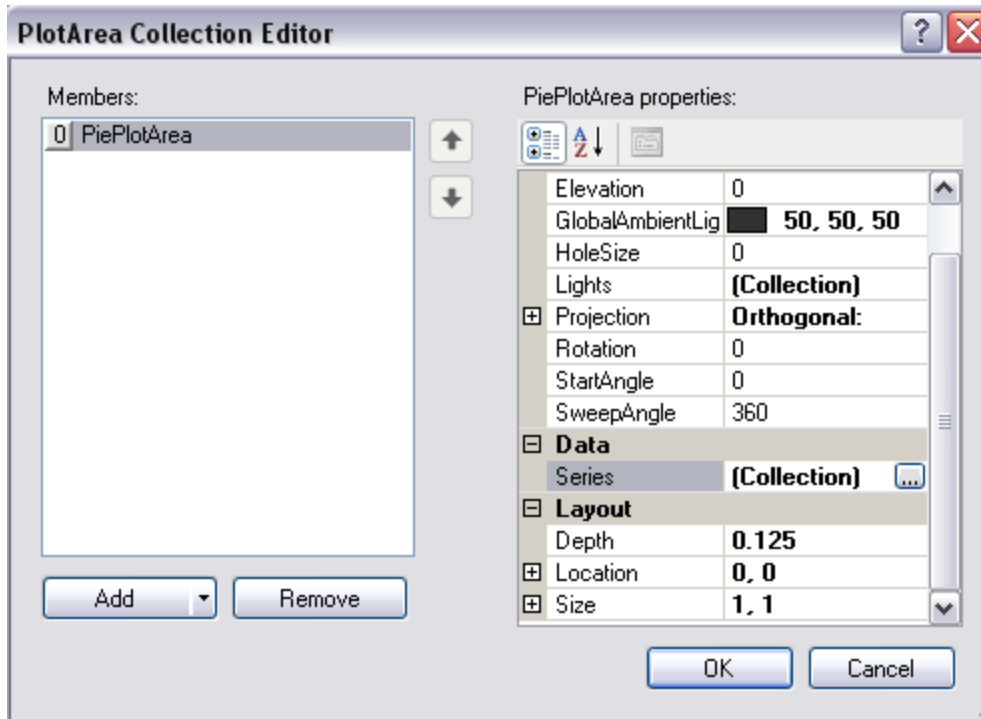 PlotArea Collection Editor
Members:
0 PiePlotArea
Add
Remove
PiePlotArea properties:
Elevation 0
GlobalAmbientLig 50, 50, 50
HoleSize 0
Lights (Collection)
Projection Orthogonal:
Rotation 0
StartAngle 0
SweepAngle 360
Data
Series (Collection) ...
Layout
Depth 0.125
Location 0, 0
Size 1, 1
OK
Cancel